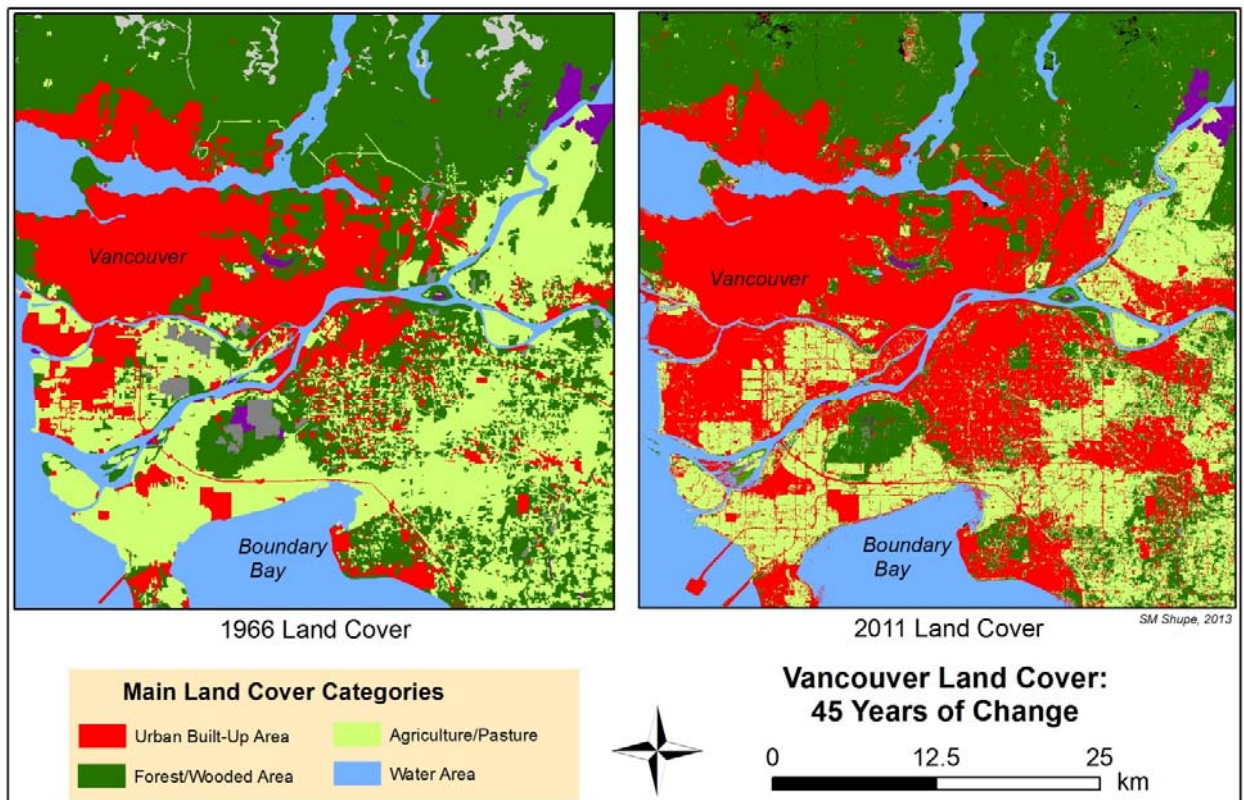 Vancouver
Boundary
Bay
Vancouver
Boundary
Bay
1966 Land Cover
2011 Land Cover
SM Shupe, 2013
Main Land Cover Categories
Urban Built-Up Area
Agriculture/Pasture
Forest/Wooded Area
Water Area
Vancouver Land Cover:
45 Years of Change
0 12.5 25
km